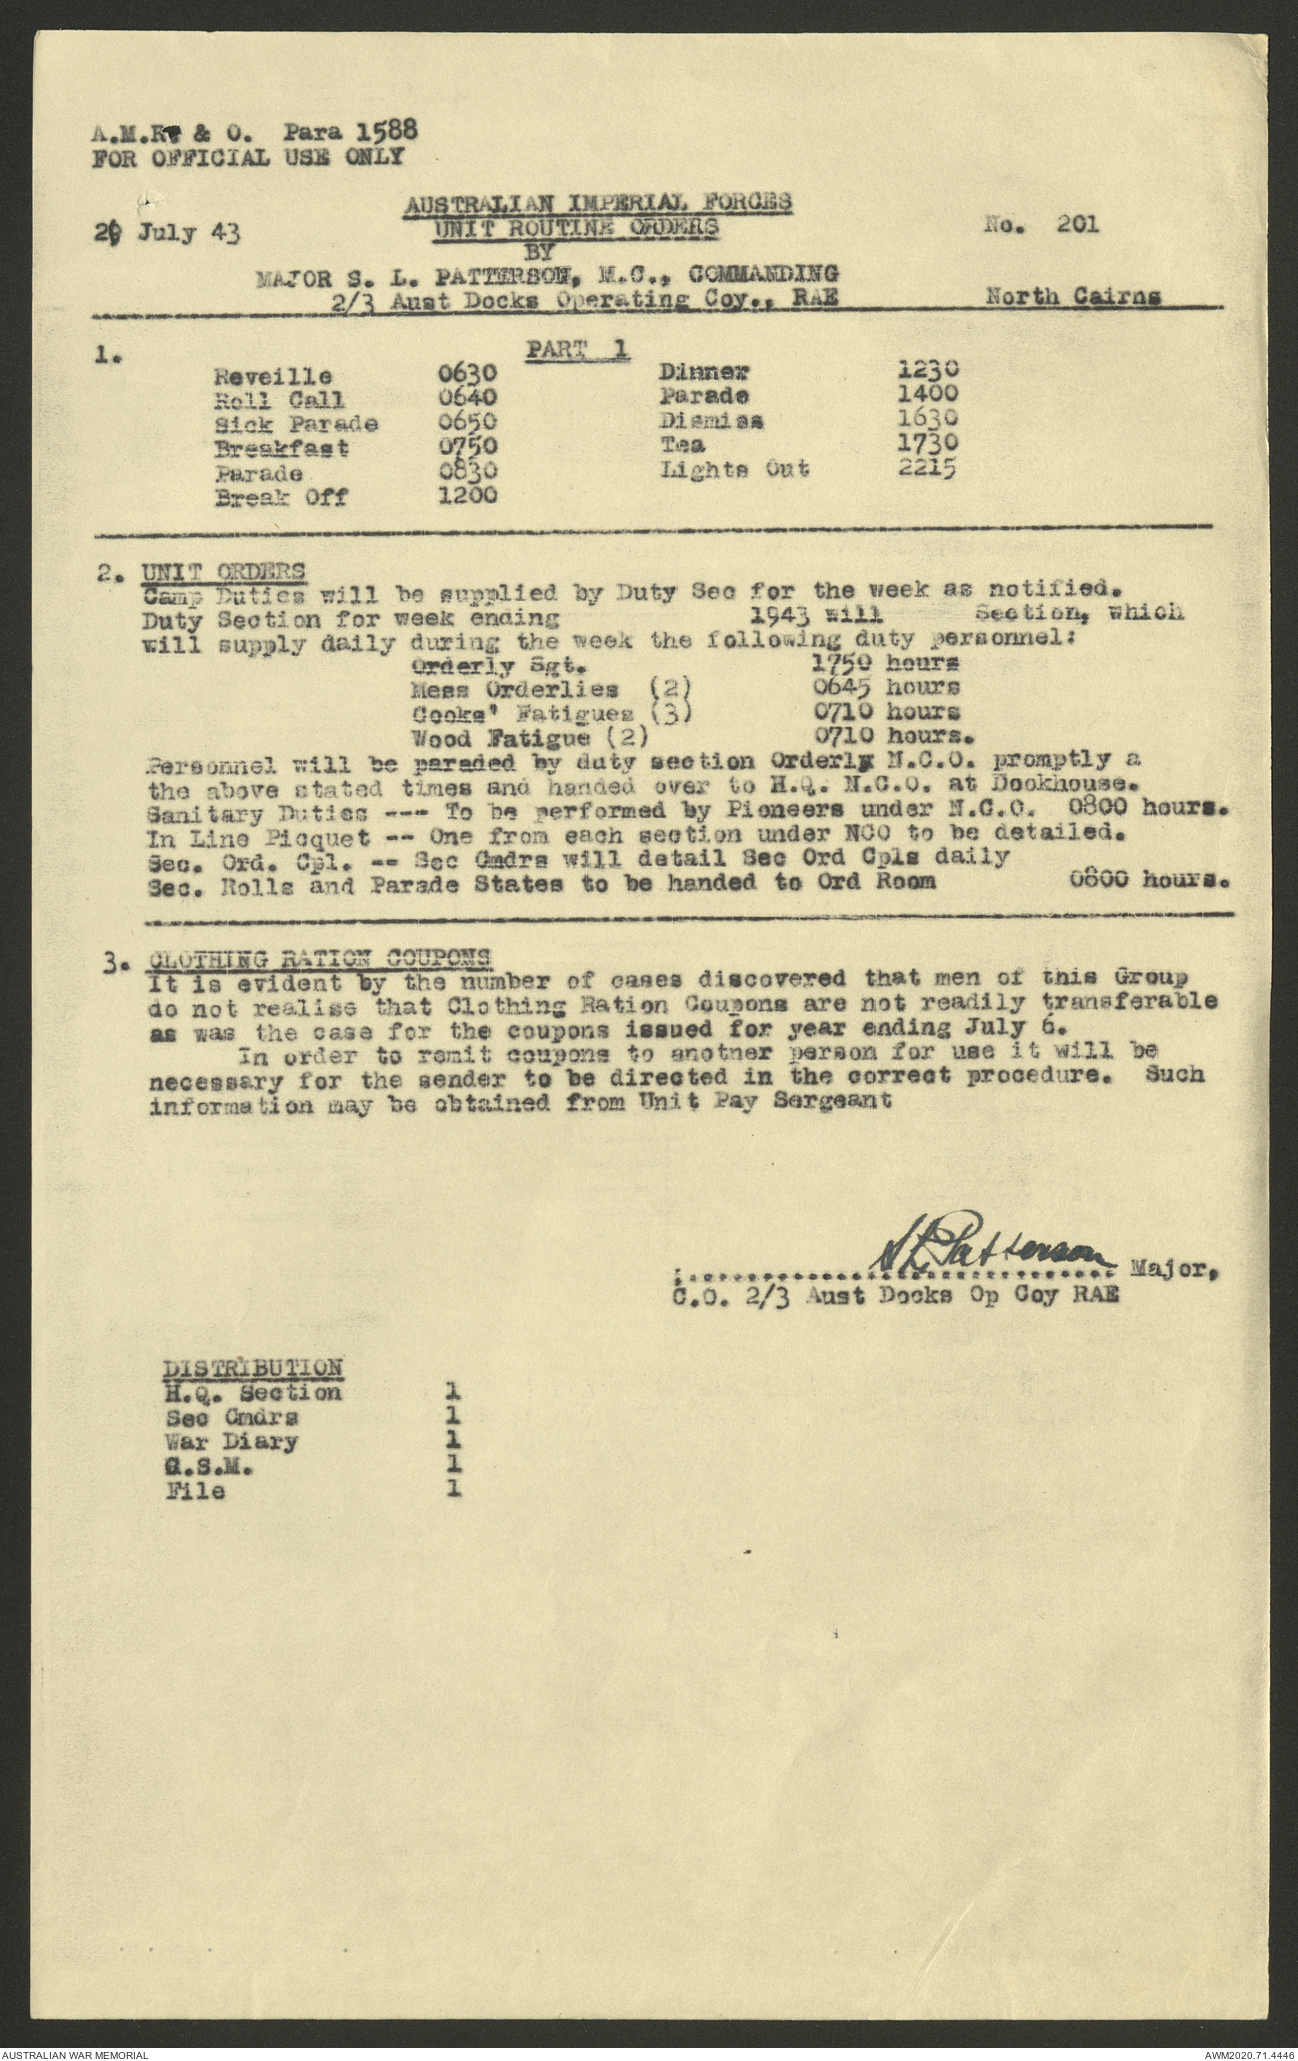 A.M.R. & O.  Para 1588
FOR OFFICIAL USE ONLY
AUSTRALIAN IMPERIAL FORCES
July 43 UNIT ROUTINE ORDERS No. 201
BY
MAJOR S. L. PATTERSON, M.C., COMMANDING
2/3 Aust Docks Operating Coy., RAE North Cairns
1. PART 1
Reveille 0630 Dinner 1230
Roll Call 0640 Parade 1400
Sick Parade 0650 Dismiss 1630
Breakfast 0750 Tea 1730
Parade 0830 Lights Out 2215
Break Off 1200
2. UNIT ORDERS
Camp Duties will be supplied by Duty Sec for the week as notified.
Duty Section for week ending 1943 will Section, which
will supply daily during the week the following duty personnel:
Orderly Sgt. 1750 hours
Mess Orderlies (2) 0645 hours
Cooks' Fatigues (3) 0710 hours
Wood Fatigue (2) 0710 hours.
Personnel will be paraded by duty section Orderly N.C.O. promptly a
the above stated times and handed over to H.Q. N.C.O. at Dookhouse.
Sanitary Duties --- To be performed by Pioneers under N.C.O. 0800 hours.
In Line Picquet -- One from each section under NCO to be detailed.
Sec. Ord. Cpl. -- Sec Cmdrs will detail Sec Ord Cpls daily
Sec. Rolls and Parade States to be handed to Ord Room 0800 hours.
3. CLOTHING RATION COUPONS
It is evident by the number of cases discovered that men of this Group
do not realise that Clothing Ration Coupons are not readily transferable
as was the case for the coupons issued for year ending July 6.
In order to remit coupons to another person for use it will be
necessary for the sender to be directed in the correct procedure. Such
information may be obtained from Unit Pay Sergeant
SLPatterson Major,
C.O. 2/3 Aust Docks Op Coy RAE
DISTRIBUTION
H.Q. Section 1
Sec Cmdrs 1
War Diary 1
C.S.M. 1
File 1
AUSTRALIAN WAR MEMORIAL AWM2020.71.4446